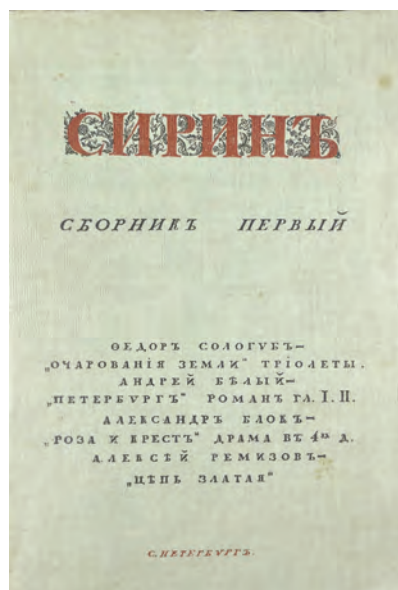 СИРИНЪ
СБОРНИКЪ ПЕРВЫЙ
ѲЕДОРЪ СОЛОГУБЪ—
„ОЧАРОВАНІЯ ЗЕМЛИ“ ТРІОЛЕТЫ.
АНДРЕЙ БѢЛЫЙ—
„ПЕТЕРБУРГЪ“ РОМАНЪ ГЛ. I. II.
АЛЕКСАНДРЪ БЛОКЪ—
„РОЗА И КРЕСТЪ“ ДРАМА ВЪ 4хъ Д.
АЛЕКСѢЙ РЕМИЗОВЪ—
„ЦѢПЬ ЗЛАТАЯ“
С. ПЕТЕРБУРГЪ.